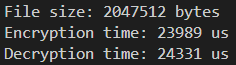 File size: 2047512 bytes
Encryption time: 23989 us
Decryption time: 24331 us